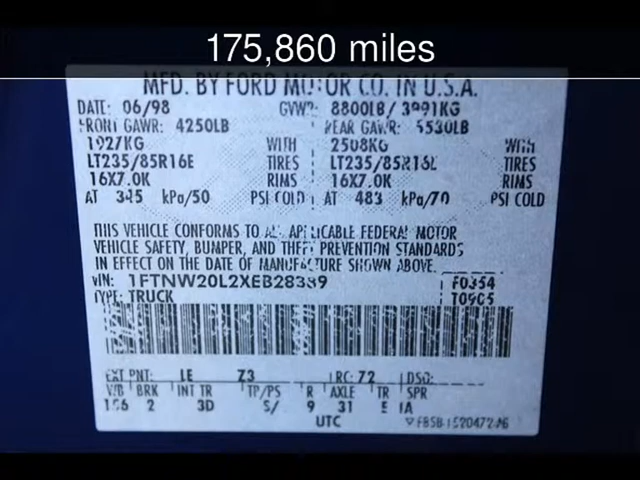 175,860 miles
MFD. BY FORD MOTOR CO. IN U.S.A.
DATE: 06/98 GVWR: 8800LB/ 3991KG
FRONT GAWR: 4250LB REAR GAWR: 5530LB
1927KG WITH 2508KG WITH
LT235/85R16E TIRES LT235/85R16E TIRES
16X7.0K RIMS 16X7.0K RIMS
AT 345 kPa/50 PSI COLD AT 483 kPa/70 PSI COLD
THIS VEHICLE CONFORMS TO ALL APPLICABLE FEDERAL MOTOR
VEHICLE SAFETY, BUMPER, AND THEFT PREVENTION STANDARDS
IN EFFECT ON THE DATE OF MANUFACTURE SHOWN ABOVE.
VIN: 1FTNW20L2XEB28389 F0354
TYPE: TRUCK T0905
EXT PNT: LE Z3 RC: 72 DSO:
W/B BRK INT TR TP/PS R AXLE TR SPR
156 2 3D S/ 9 31 E IA
UTC